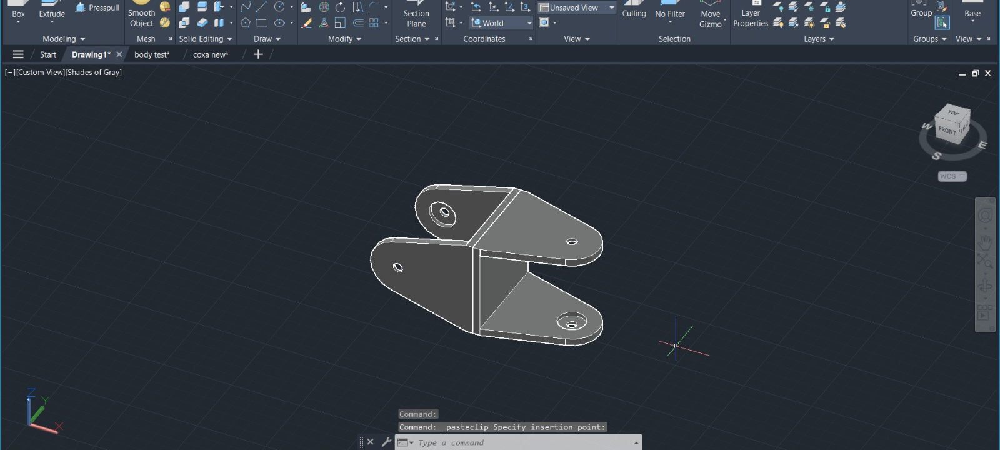 Box
Extrude
Presspull
Smooth
Object
Section
Plane
World
Unsaved View
Culling
No Filter
Move
Gizmo
Layer
Properties
Group
Base
Modeling
Mesh
Solid Editing
Draw
Modify
Section
Coordinates
View
Selection
Layers
Groups
View
Start
Drawing1*
body test*
coxa new*
[−][Custom View][Shades of Gray]
TOP
FRONT
W
S
E
WCS
Z
Y
X
Command:
Command: _pasteclip Specify insertion point:
Type a command